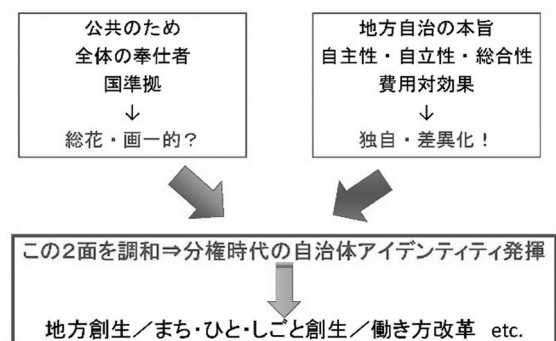 公共のため
全体の奉仕者
国準拠
↓
総花・画一的？
地方自治の本旨
自主性・自立性・総合性
費用対効果
↓
独自・差異化！
この２面を調和⇒分権時代の自治体アイデンティティ発揮
地方創生／まち・ひと・しごと創生／働き方改革 etc.